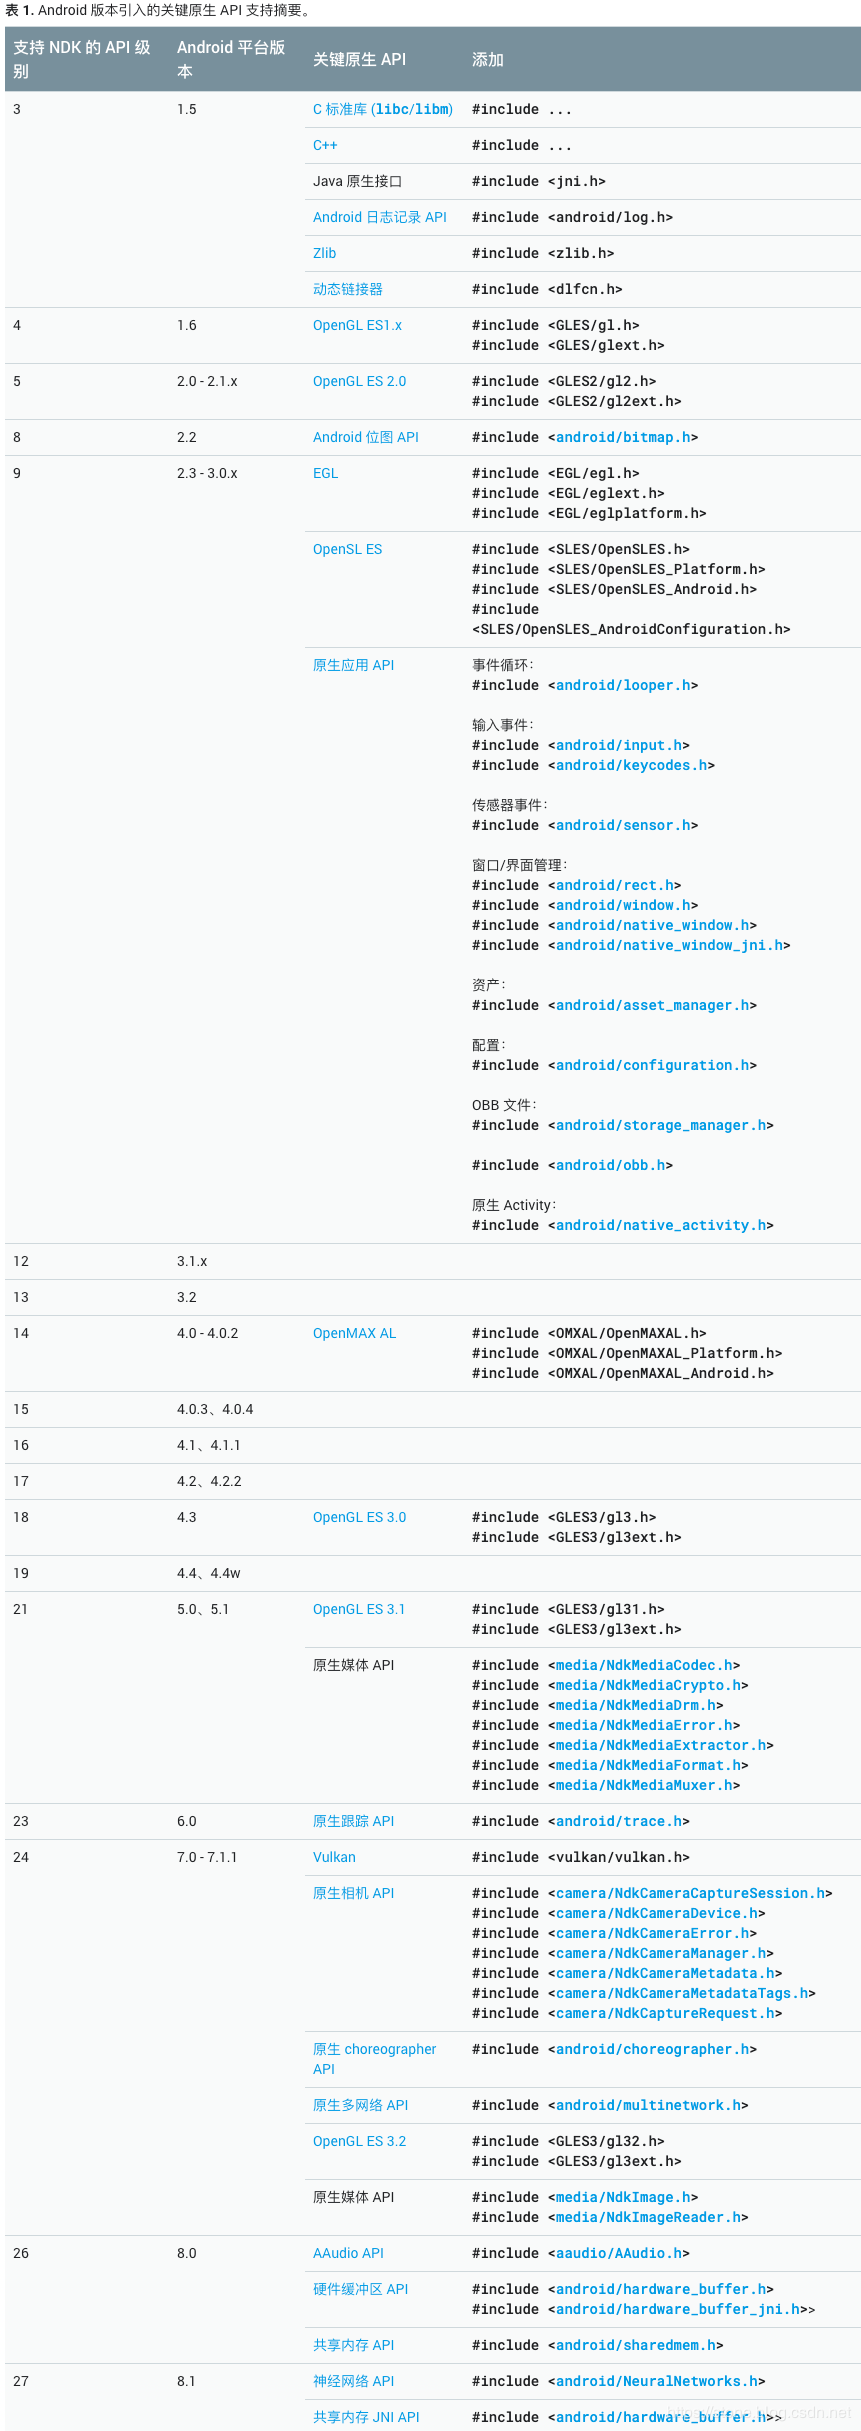 表 1. Android 版本引入的关键原生 API 支持摘要。
支持 NDK 的 API 级别 Android 平台版本 关键原生 API 添加
3 1.5 C 标准库 (libc/libm) #include ...
C++ #include ...
Java 原生接口 #include <jni.h>
Android 日志记录 API #include <android/log.h>
Zlib #include <zlib.h>
动态链接器 #include <dlfcn.h>
4 1.6 OpenGL ES1.x #include <GLES/gl.h>
#include <GLES/glext.h>
5 2.0 - 2.1.x OpenGL ES 2.0 #include <GLES2/gl2.h>
#include <GLES2/gl2ext.h>
8 2.2 Android 位图 API #include <android/bitmap.h>
9 2.3 - 3.0.x EGL #include <EGL/egl.h>
#include <EGL/eglext.h>
#include <EGL/eglplatform.h>
OpenSL ES #include <SLES/OpenSLES.h>
#include <SLES/OpenSLES_Platform.h>
#include <SLES/OpenSLES_Android.h>
#include
<SLES/OpenSLES_AndroidConfiguration.h>
原生应用 API 事件循环：
#include <android/looper.h>
输入事件：
#include <android/input.h>
#include <android/keycodes.h>
传感器事件：
#include <android/sensor.h>
窗口/界面管理：
#include <android/rect.h>
#include <android/window.h>
#include <android/native_window.h>
#include <android/native_window_jni.h>
资产：
#include <android/asset_manager.h>
配置：
#include <android/configuration.h>
OBB 文件：
#include <android/storage_manager.h>
#include <android/obb.h>
原生 Activity：
#include <android/native_activity.h>
12 3.1.x
13 3.2
14 4.0 - 4.0.2 OpenMAX AL #include <OMXAL/OpenMAXAL.h>
#include <OMXAL/OpenMAXAL_Platform.h>
#include <OMXAL/OpenMAXAL_Android.h>
15 4.0.3、4.0.4
16 4.1、4.1.1
17 4.2、4.2.2
18 4.3 OpenGL ES 3.0 #include <GLES3/gl3.h>
#include <GLES3/gl3ext.h>
19 4.4、4.4w
21 5.0、5.1 OpenGL ES 3.1 #include <GLES3/gl31.h>
#include <GLES3/gl3ext.h>
原生媒体 API #include <media/NdkMediaCodec.h>
#include <media/NdkMediaCrypto.h>
#include <media/NdkMediaDrm.h>
#include <media/NdkMediaError.h>
#include <media/NdkMediaExtractor.h>
#include <media/NdkMediaFormat.h>
#include <media/NdkMediaMuxer.h>
23 6.0 原生跟踪 API #include <android/trace.h>
24 7.0 - 7.1.1 Vulkan #include <vulkan/vulkan.h>
原生相机 API #include <camera/NdkCameraCaptureSession.h>
#include <camera/NdkCameraDevice.h>
#include <camera/NdkCameraError.h>
#include <camera/NdkCameraManager.h>
#include <camera/NdkCameraMetadata.h>
#include <camera/NdkCameraMetadataTags.h>
#include <camera/NdkCaptureRequest.h>
原生 choreographer API #include <android/choreographer.h>
原生多网络 API #include <android/multinetwork.h>
OpenGL ES 3.2 #include <GLES3/gl32.h>
#include <GLES3/gl3ext.h>
原生媒体 API #include <media/NdkImage.h>
#include <media/NdkImageReader.h>
26 8.0 AAudio API #include <aaudio/AAudio.h>
硬件缓冲区 API #include <android/hardware_buffer.h>
#include <android/hardware_buffer_jni.h>>
共享内存 API #include <android/sharedmem.h>
27 8.1 神经网络 API #include <android/NeuralNetworks.h>
共享内存 JNI API #include <android/hardware_buffer.h>>